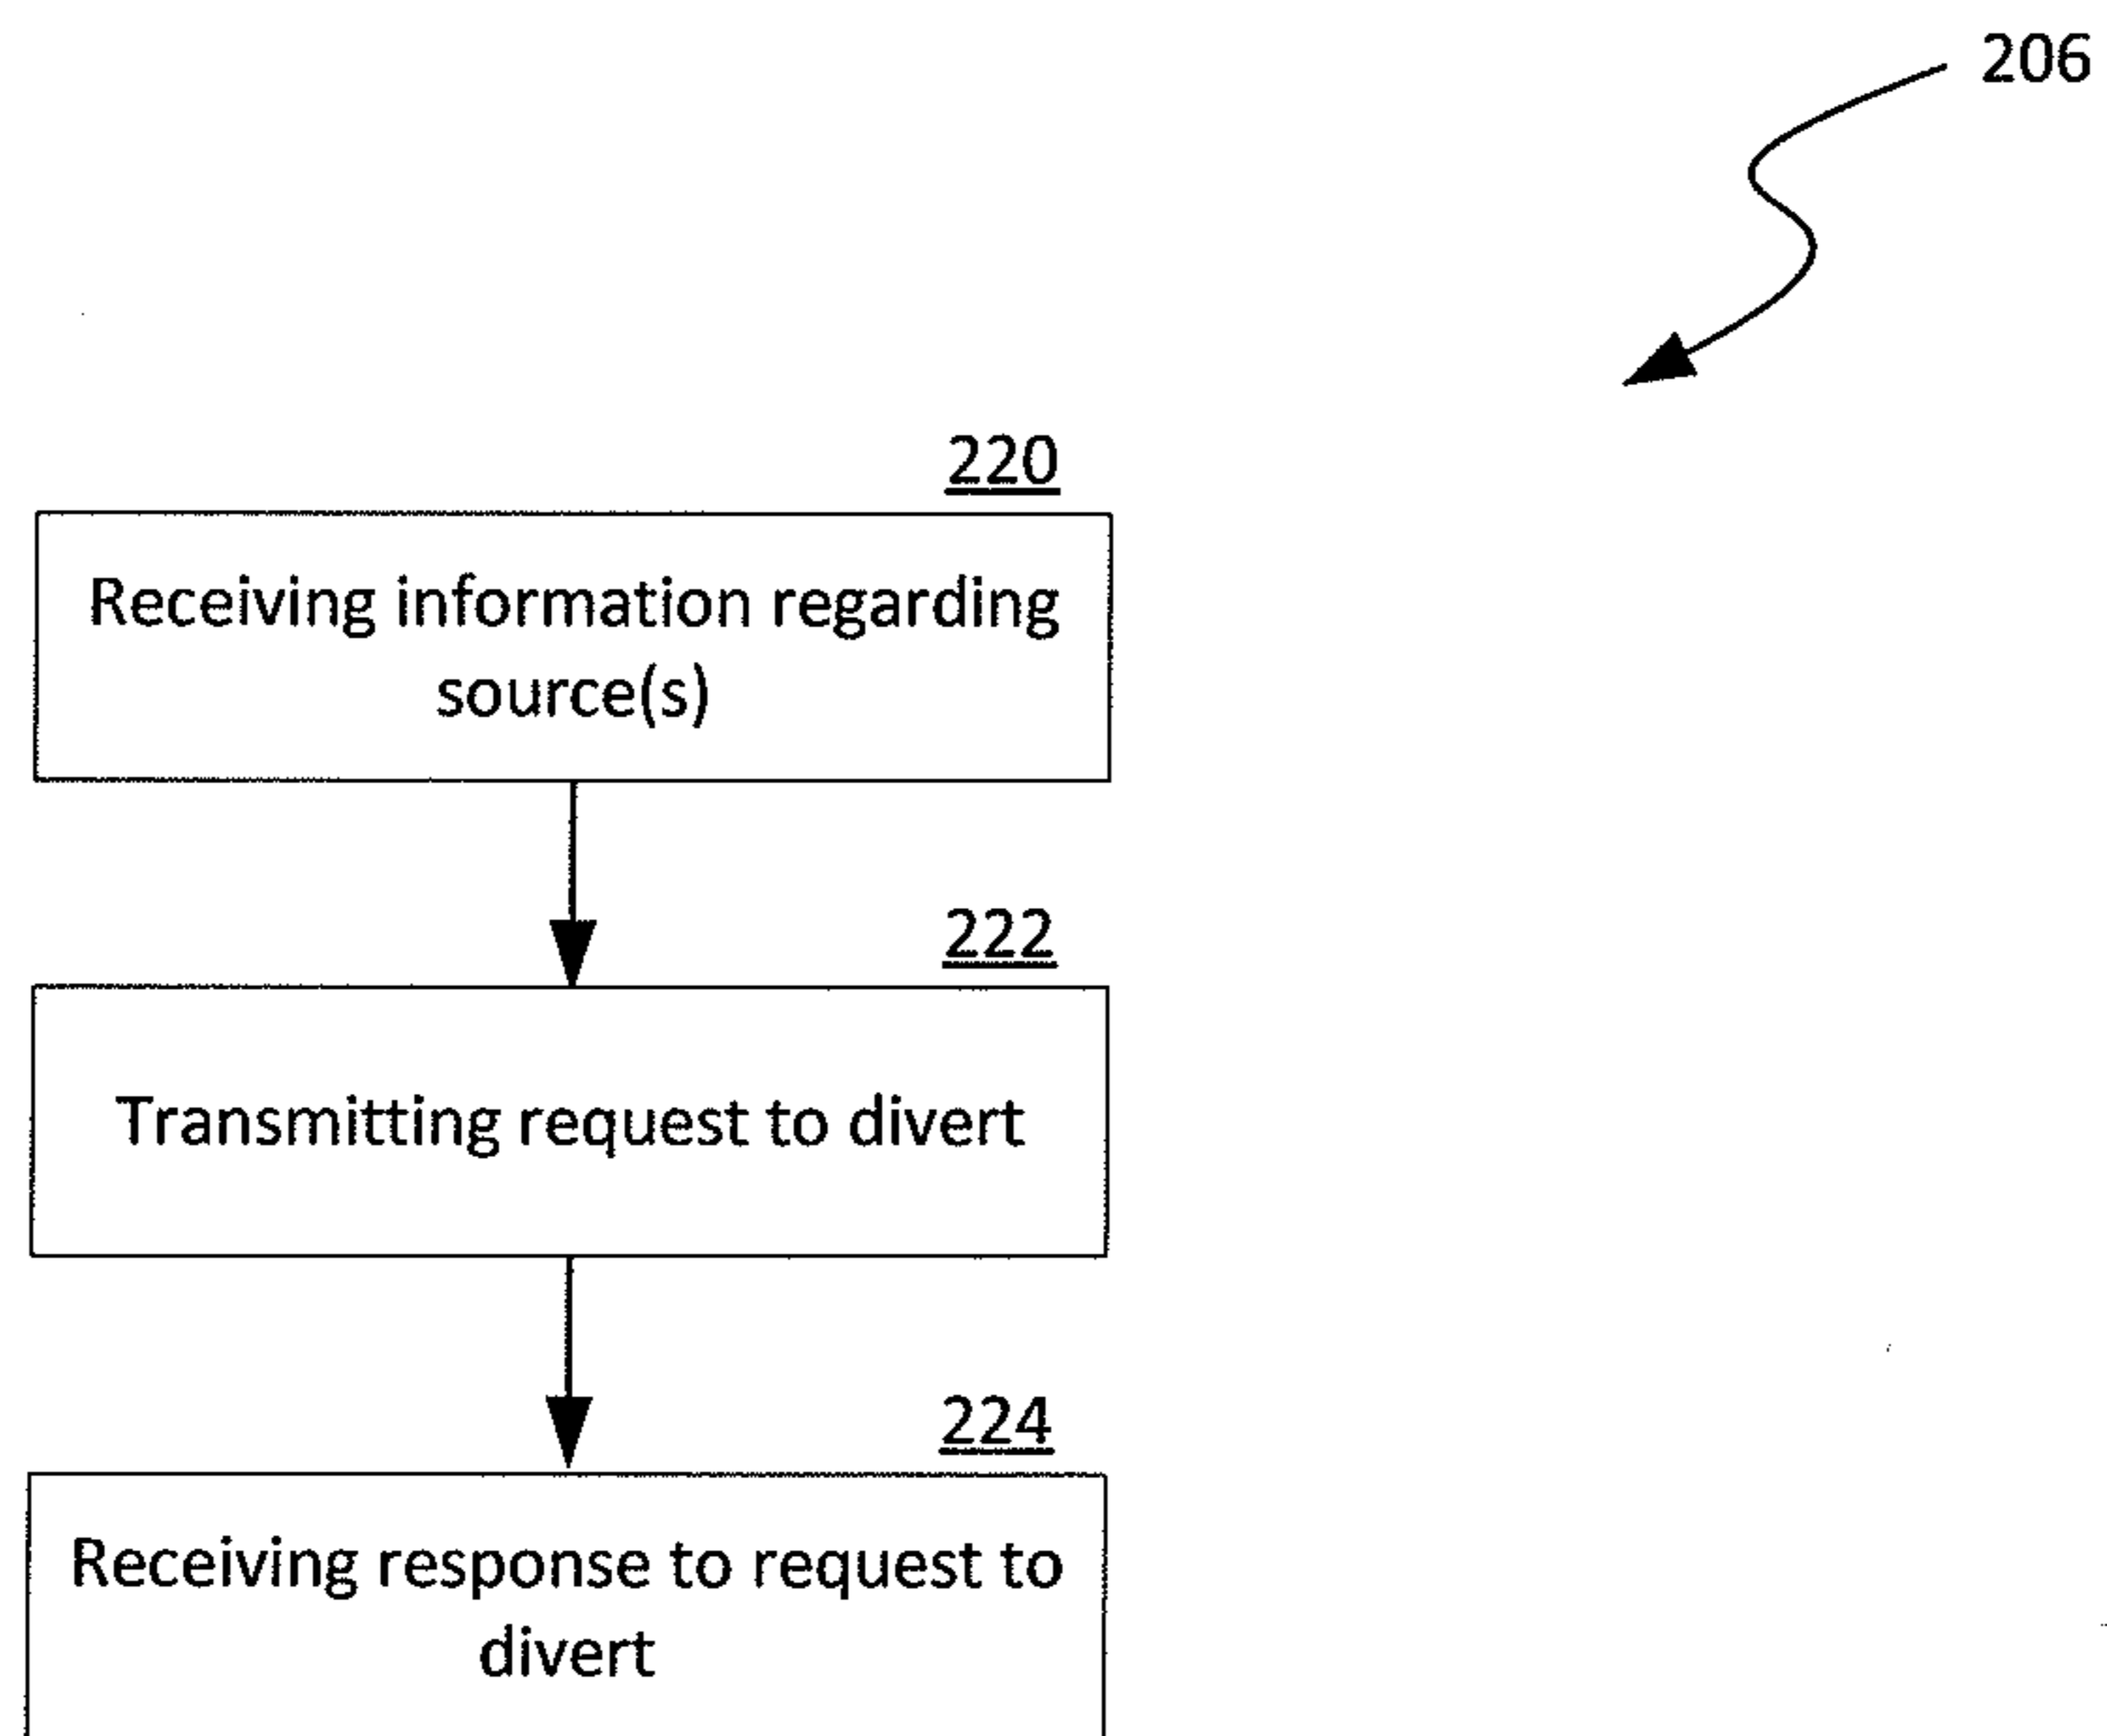 206
220
Receiving information regarding
source(s)
222
Transmitting request to divert
224
Receiving response to request to
divert